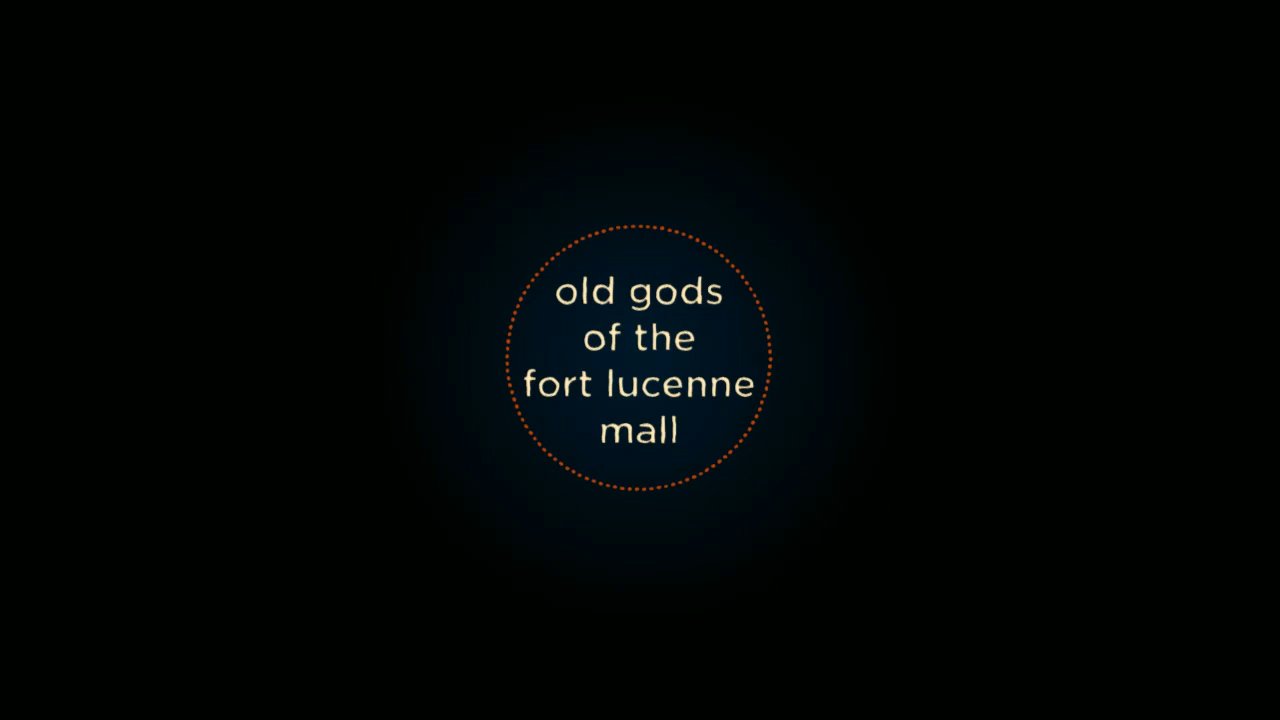 old gods
of the
fort lucenne
mall